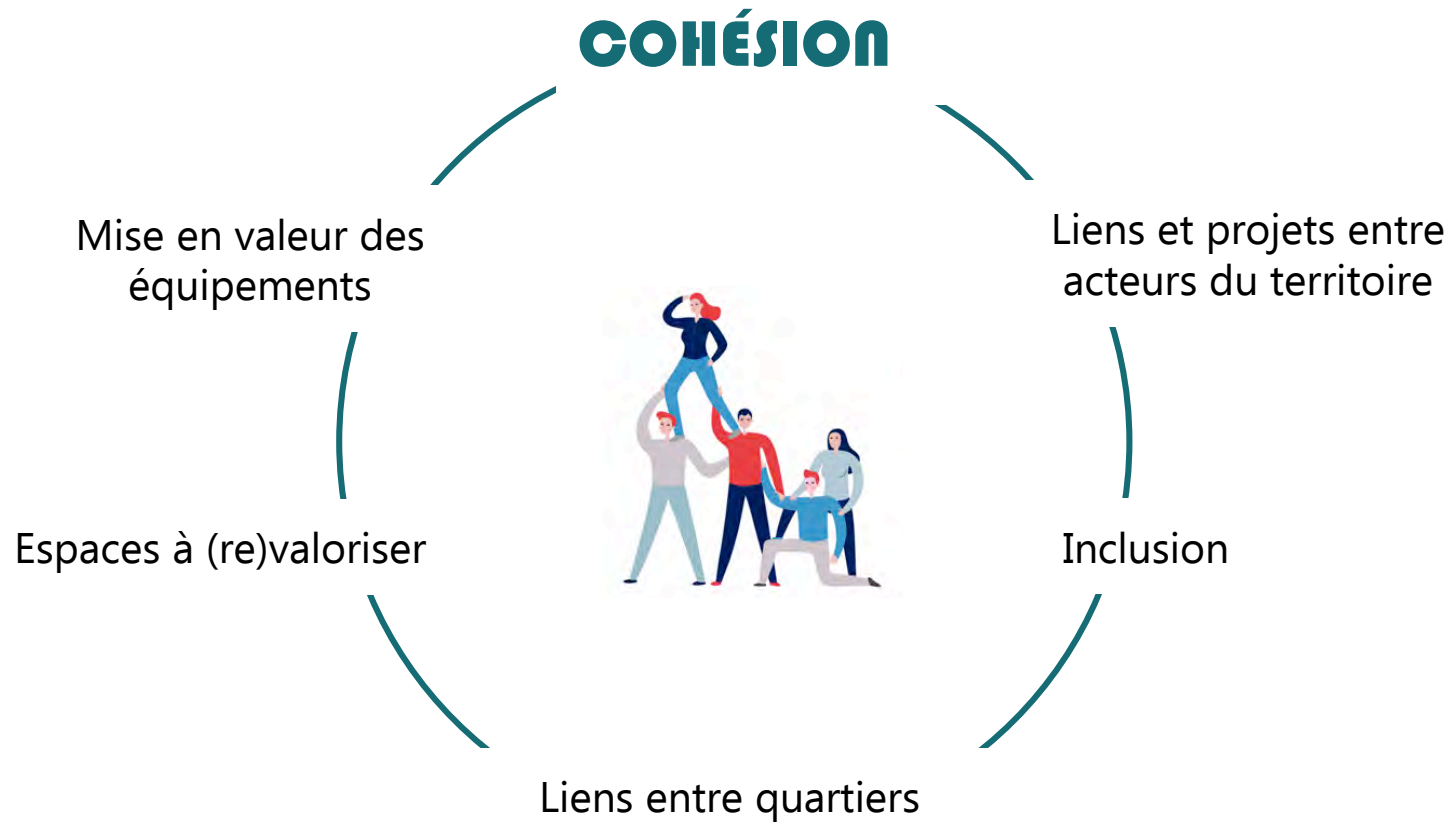 COHÉSION
Liens et projets entre
acteurs du territoire
Inclusion
Liens entre quartiers
Espaces à (re)valoriser
Mise en valeur des
équipements